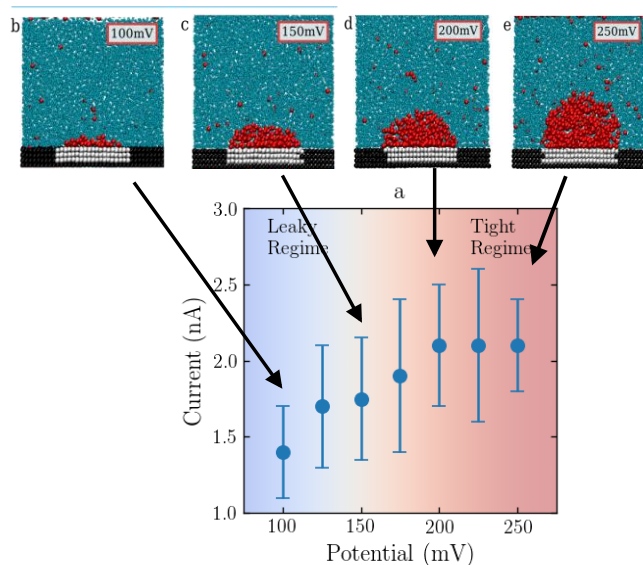 b
100mV
c
150mV
d
200mV
e
250mV
a
3.0
Leaky
Regime
Tight
Regime
2.5
2.0
1.5
1.0
Current (nA)
100
150
200
250
Potential (mV)